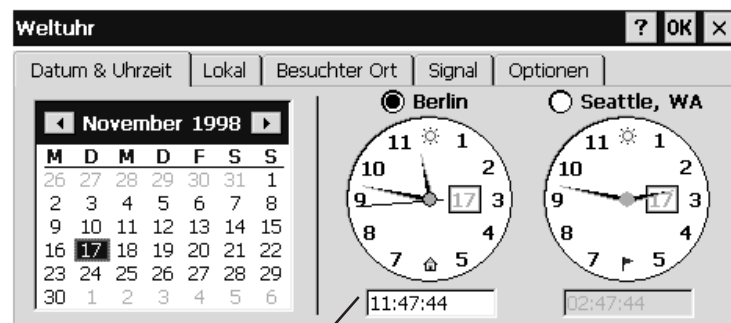 Weltuhr ? OK ×
Datum & Uhrzeit Lokal Besuchter Ort Signal Optionen
November 1998
M D M D F S S
26 27 28 29 30 31 1
2 3 4 5 6 7 8
9 10 11 12 13 14 15
16 17 18 19 20 21 22
23 24 25 26 27 28 29
30 1 2 3 4 5 6
Berlin
11 1
10 2
9 17 3
8 4
7 5
11:47:44
Seattle, WA
11 1
10 2
9 17 3
8 4
7 5
02:47:44